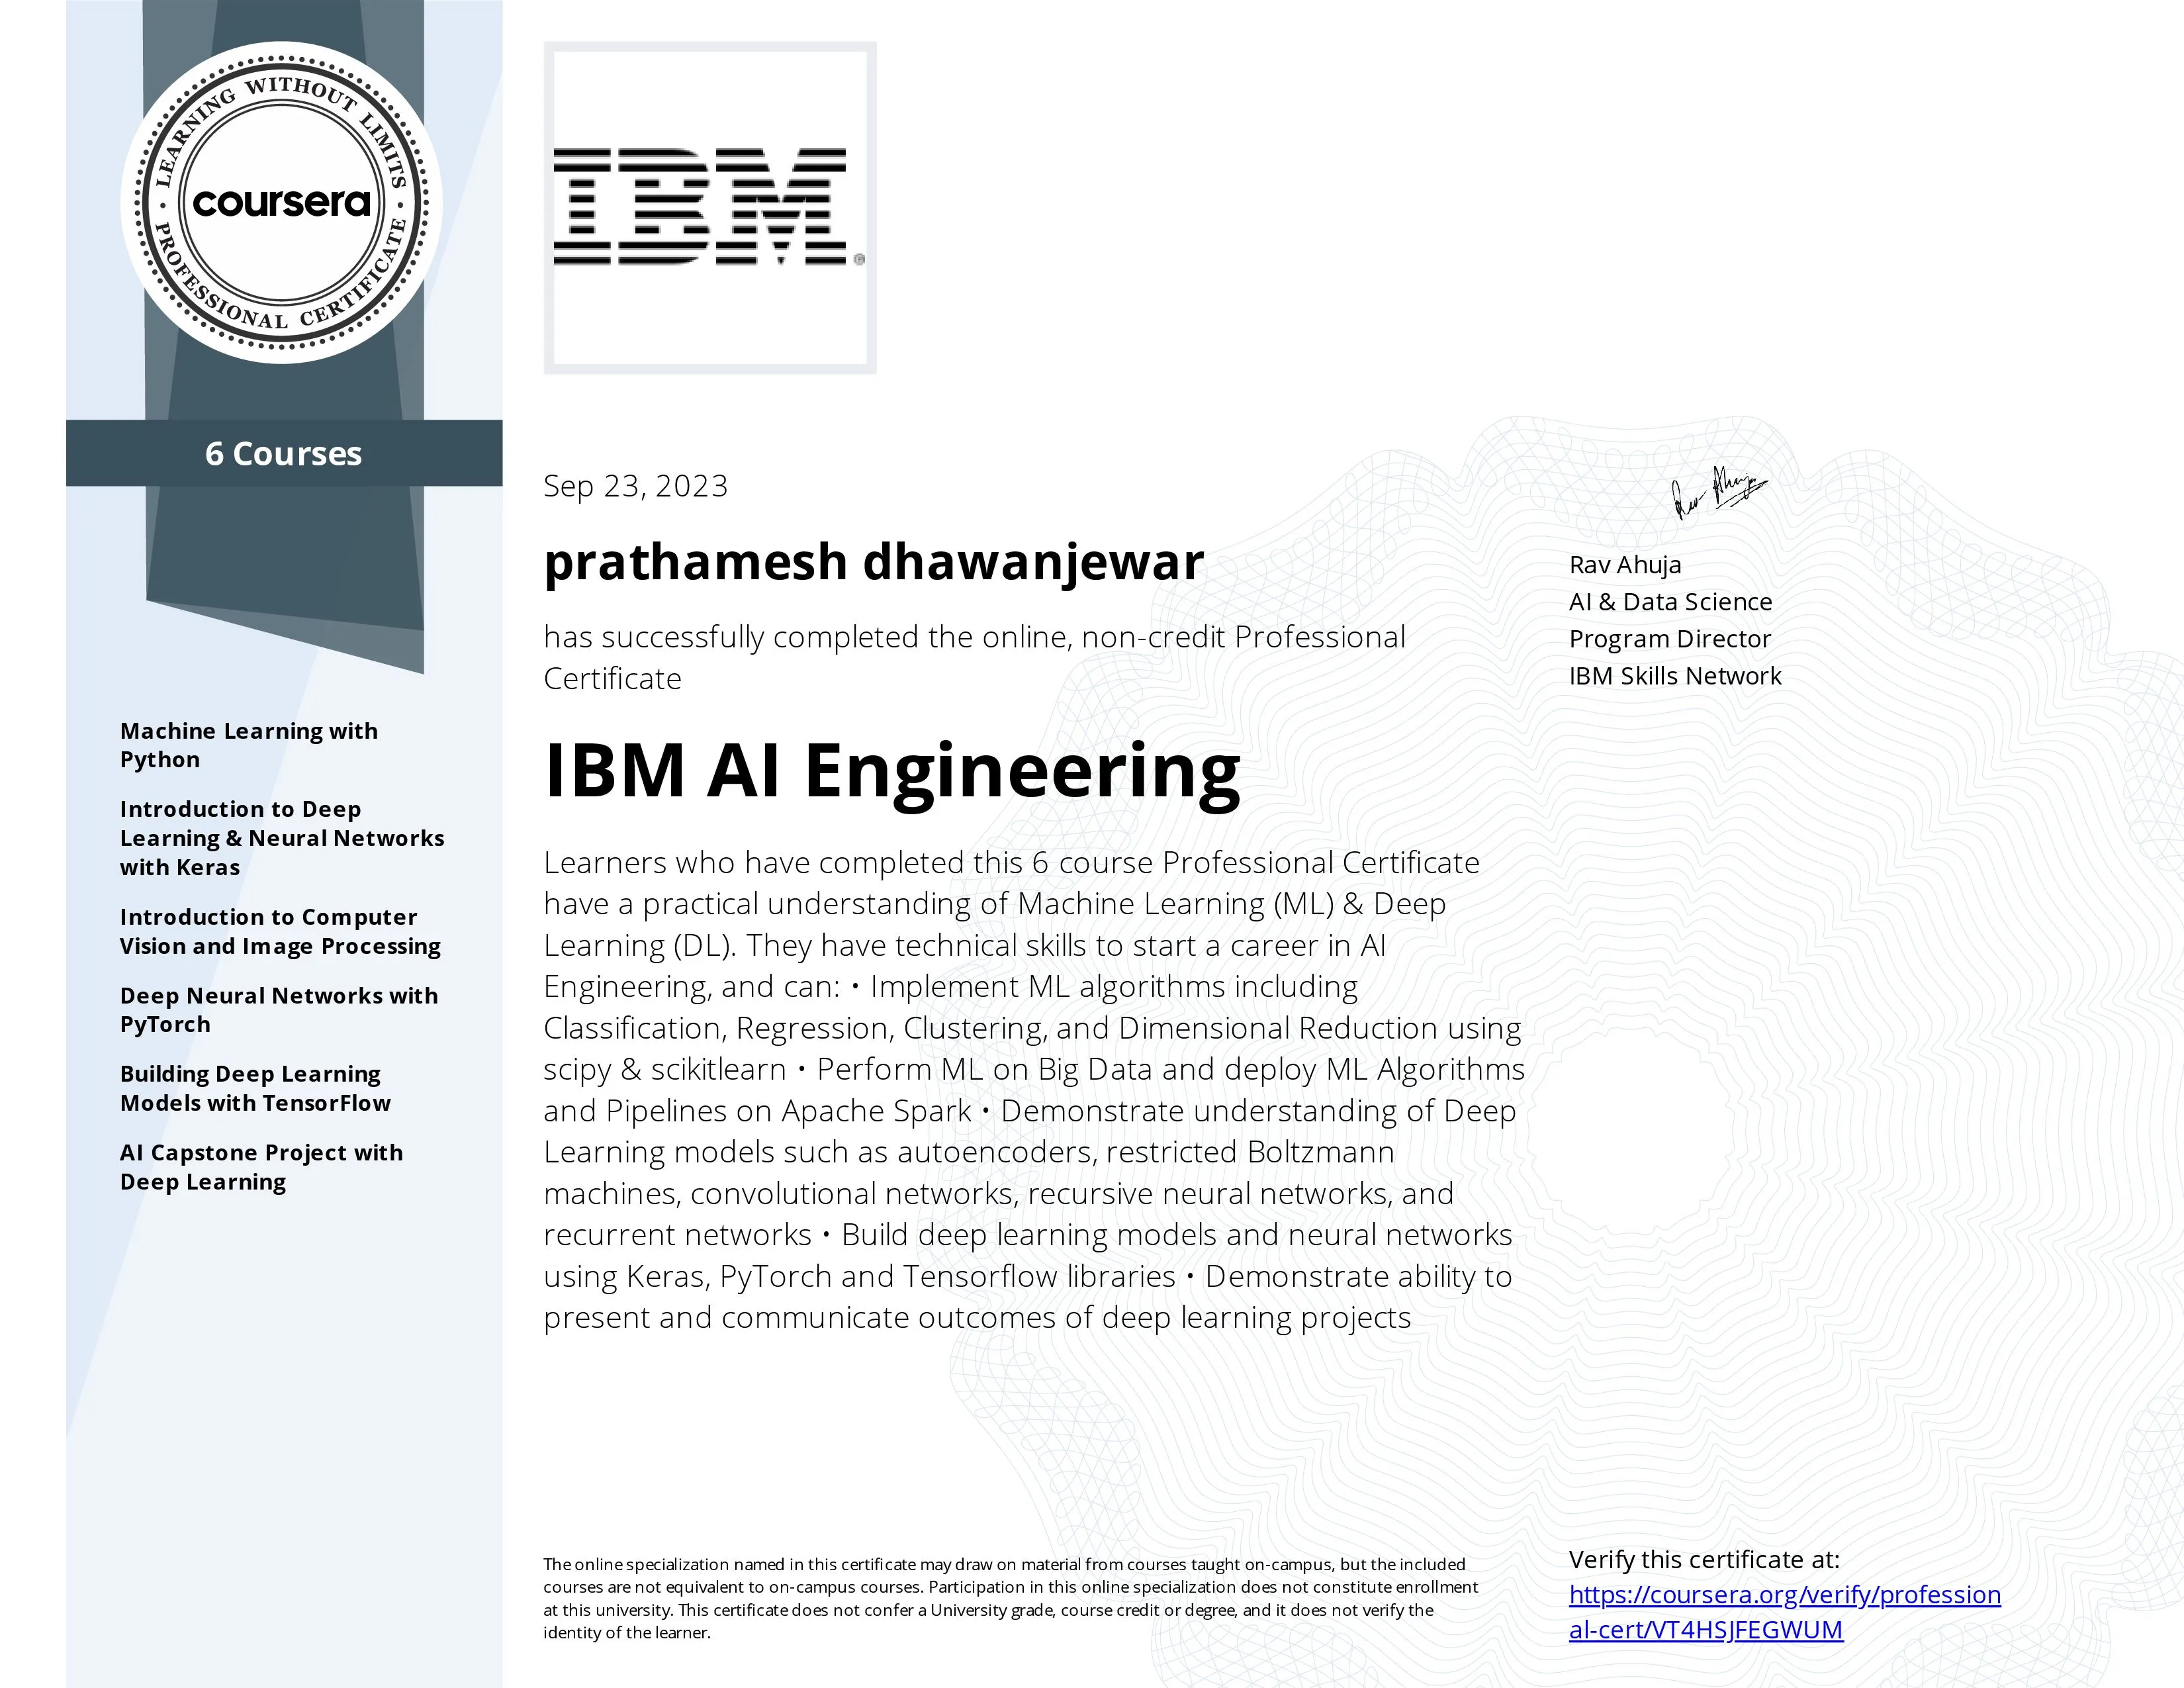 LEARNING WITHOUT LIMITS
coursera
PROFESSIONAL CERTIFICATE
6 Courses
Machine Learning with
Python
Introduction to Deep
Learning & Neural Networks
with Keras
Introduction to Computer
Vision and Image Processing
Deep Neural Networks with
PyTorch
Building Deep Learning
Models with TensorFlow
AI Capstone Project with
Deep Learning
IBM®
Sep 23, 2023
prathamesh dhawanjewar
has successfully completed the online, non-credit Professional
Certificate
IBM AI Engineering
Learners who have completed this 6 course Professional Certificate
have a practical understanding of Machine Learning (ML) & Deep
Learning (DL). They have technical skills to start a career in AI
Engineering, and can: • Implement ML algorithms including
Classification, Regression, Clustering, and Dimensional Reduction using
scipy & scikitlearn • Perform ML on Big Data and deploy ML Algorithms
and Pipelines on Apache Spark • Demonstrate understanding of Deep
Learning models such as autoencoders, restricted Boltzmann
machines, convolutional networks, recursive neural networks, and
recurrent networks • Build deep learning models and neural networks
using Keras, PyTorch and Tensorflow libraries • Demonstrate ability to
present and communicate outcomes of deep learning projects
Rav Ahuja
Rav Ahuja
AI & Data Science
Program Director
IBM Skills Network
The online specialization named in this certificate may draw on material from courses taught on-campus, but the included
courses are not equivalent to on-campus courses. Participation in this online specialization does not constitute enrollment
at this university. This certificate does not confer a University grade, course credit or degree, and it does not verify the
identity of the learner.
Verify this certificate at:
https://coursera.org/verify/profession
al-cert/VT4HSJFEGWUM